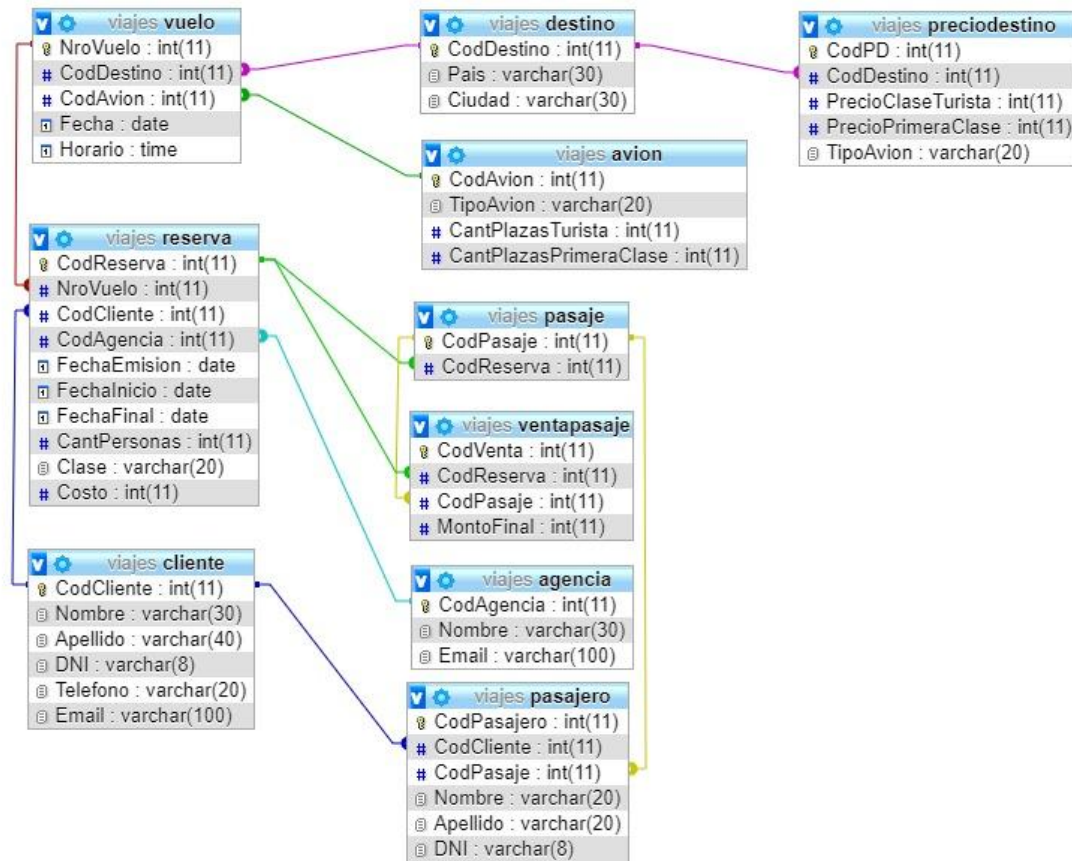 viajes vuelo
NroVuelo : int(11)
CodDestino : int(11)
CodAvion : int(11)
Fecha : date
Horario : time
viajes destino
CodDestino : int(11)
Pais : varchar(30)
Ciudad : varchar(30)
viajes preciodestino
CodPD : int(11)
CodDestino : int(11)
PrecioClaseTurista : int(11)
PrecioPrimeraClase : int(11)
TipoAvion : varchar(20)
viajes avion
CodAvion : int(11)
TipoAvion : varchar(20)
CantPlazasTurista : int(11)
CantPlazasPrimeraClase : int(11)
viajes reserva
CodReserva : int(11)
NroVuelo : int(11)
CodCliente : int(11)
CodAgencia : int(11)
FechaEmision : date
FechaInicio : date
FechaFinal : date
CantPersonas : int(11)
Clase : varchar(20)
Costo : int(11)
viajes pasaje
CodPasaje : int(11)
CodReserva : int(11)
viajes ventapasaje
CodVenta : int(11)
CodReserva : int(11)
CodPasaje : int(11)
MontoFinal : int(11)
viajes cliente
CodCliente : int(11)
Nombre : varchar(30)
Apellido : varchar(40)
DNI : varchar(8)
Telefono : varchar(20)
Email : varchar(100)
viajes agencia
CodAgencia : int(11)
Nombre : varchar(30)
Email : varchar(100)
viajes pasajero
CodPasajero : int(11)
CodCliente : int(11)
CodPasaje : int(11)
Nombre : varchar(20)
Apellido : varchar(20)
DNI : varchar(8)